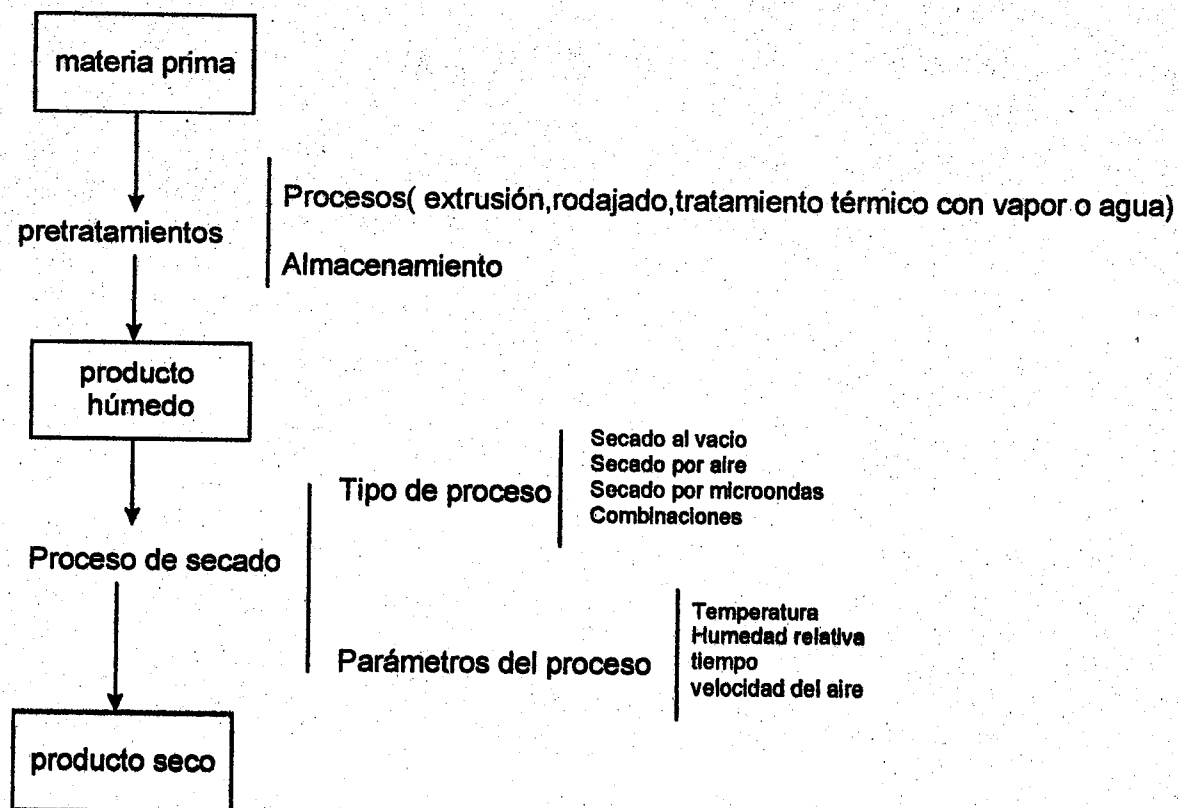 materia prima
Procesos( extrusión,rodajado,tratamiento térmico con vapor o agua)
pretratamientos
Almacenamiento
producto
húmedo
Secado al vacio
Secado por aire
Tipo de proceso
Secado por microondas
Combinaciones
Proceso de secado
Temperatura
Humedad relativa
Parámetros del proceso
tiempo
velocidad del aire
producto seco